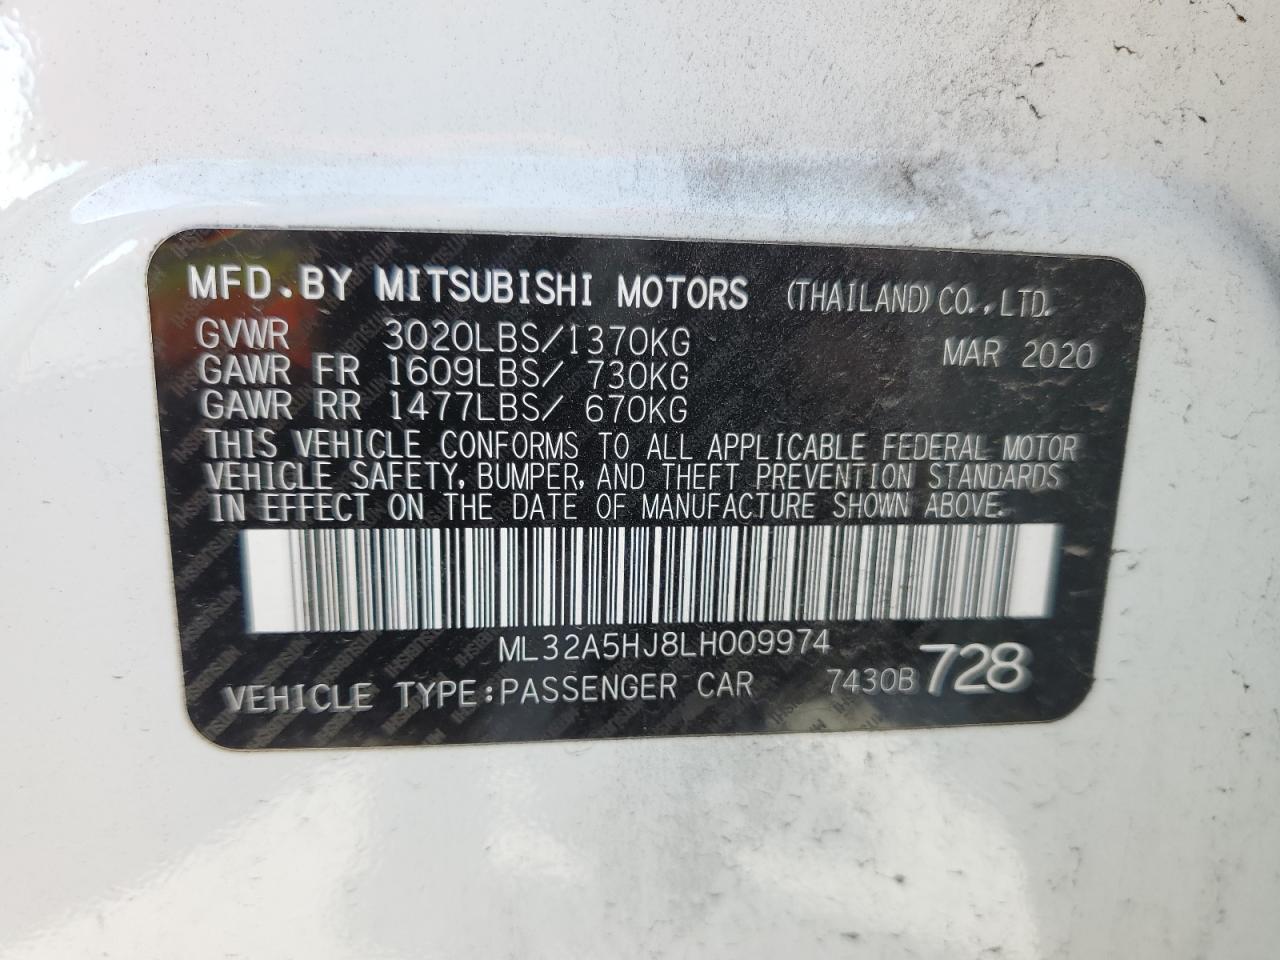 MFD.BY MITSUBISHI MOTORS (THAILAND) CO.,LTD.
GVWR 3020LBS/1370KG MAR 2020
GAWR FR 1609LBS/ 730KG
GAWR RR 1477LBS/ 670KG
THIS VEHICLE CONFORMS TO ALL APPLICABLE FEDERAL MOTOR
VEHICLE SAFETY, BUMPER, AND THEFT PREVENTION STANDARDS
IN EFFECT ON THE DATE OF MANUFACTURE SHOWN ABOVE.
ML32A5HJ8LH009974
VEHICLE TYPE:PASSENGER CAR 7430B 728